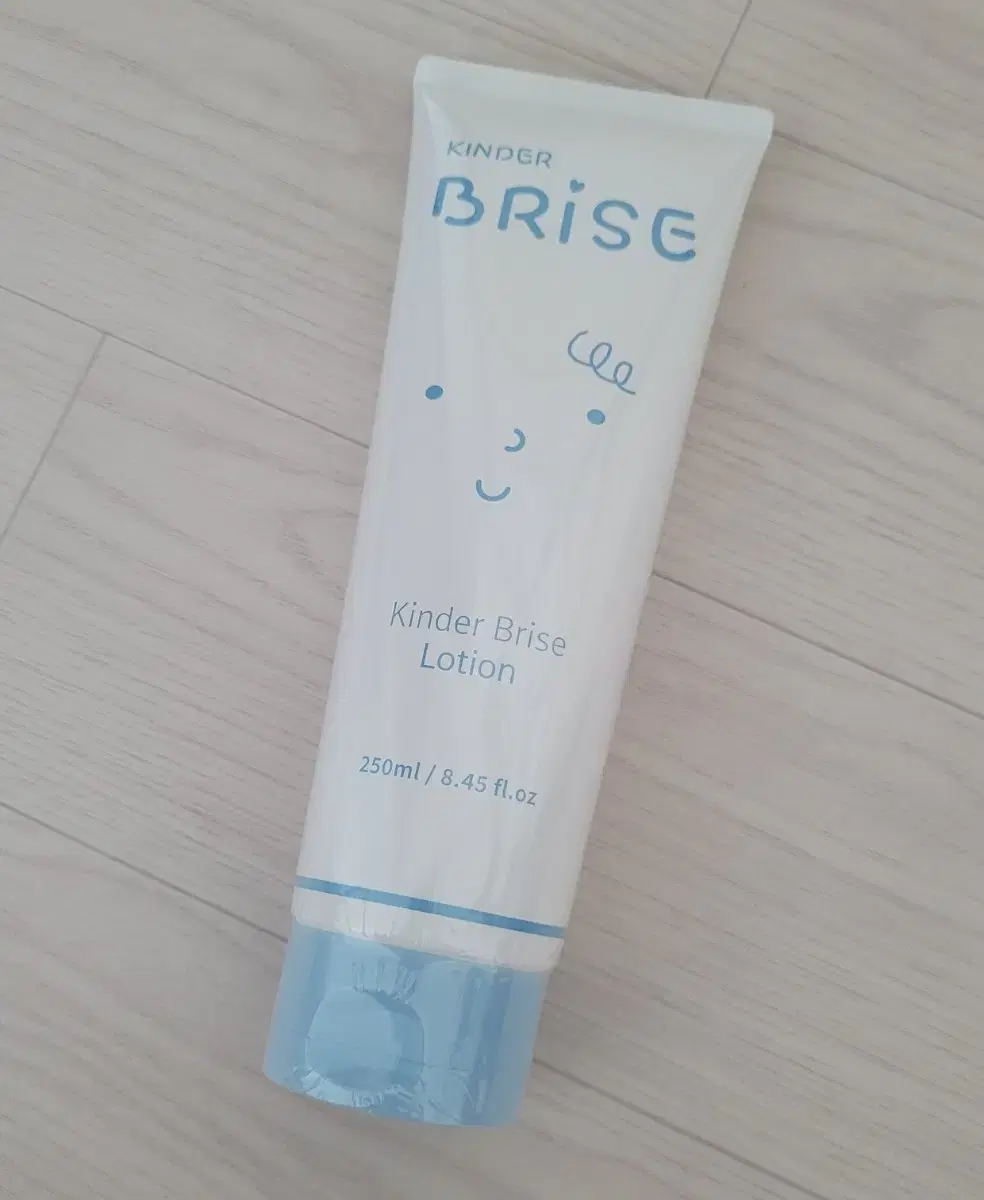 KINDER
BRiSE
Kinder Brise
Lotion
250ml / 8.45 fl.oz